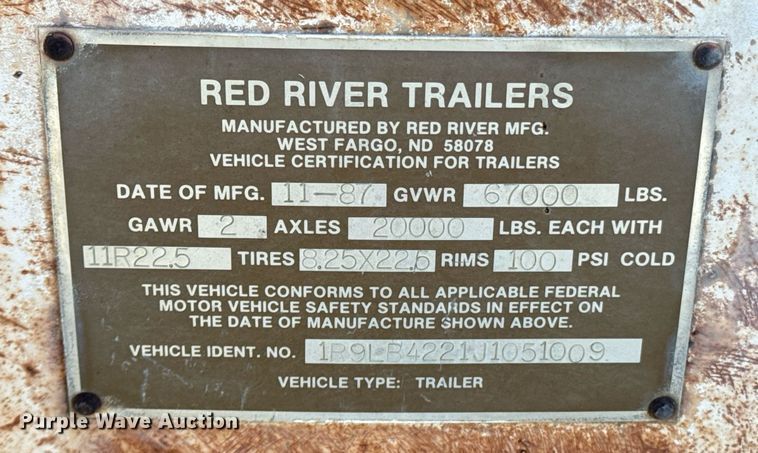 RED RIVER TRAILERS
MANUFACTURED BY RED RIVER MFG.
WEST FARGO, ND 58078
VEHICLE CERTIFICATION FOR TRAILERS
DATE OF MFG. 11-87 GVWR 67000 LBS.
GAWR 2 AXLES 20000 LBS. EACH WITH
11R22.5 TIRES 8.25X22.5 RIMS 100 PSI COLD
THIS VEHICLE CONFORMS TO ALL APPLICABLE FEDERAL
MOTOR VEHICLE SAFETY STANDARDS IN EFFECT ON
THE DATE OF MANUFACTURE SHOWN ABOVE.
VEHICLE IDENT. NO. 1R9LB4221J1051009
VEHICLE TYPE: TRAILER
Purple Wave Auction